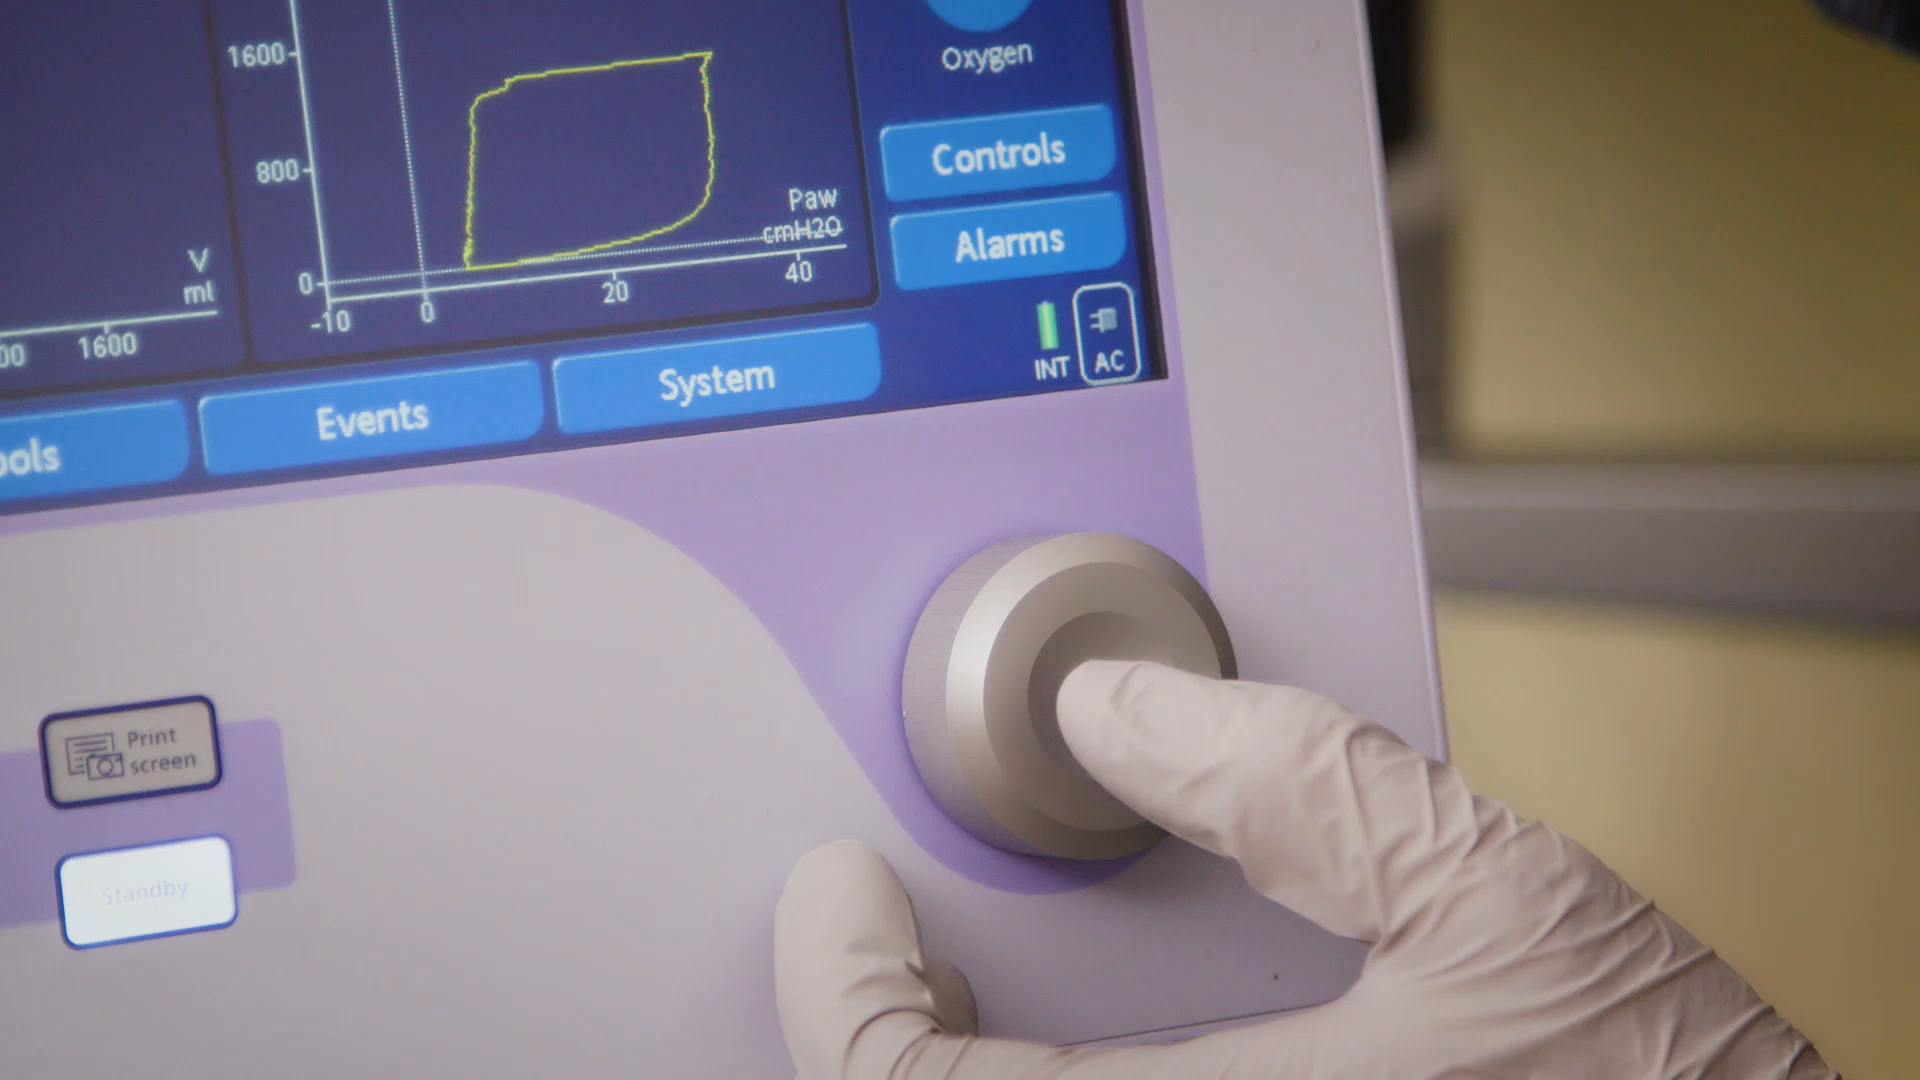 1600
800
0
-10
0
20
40
Paw
cmH2O
V
ml
1600
Oxygen
Controls
Alarms
INT
AC
Events
System
Print
screen
Standby